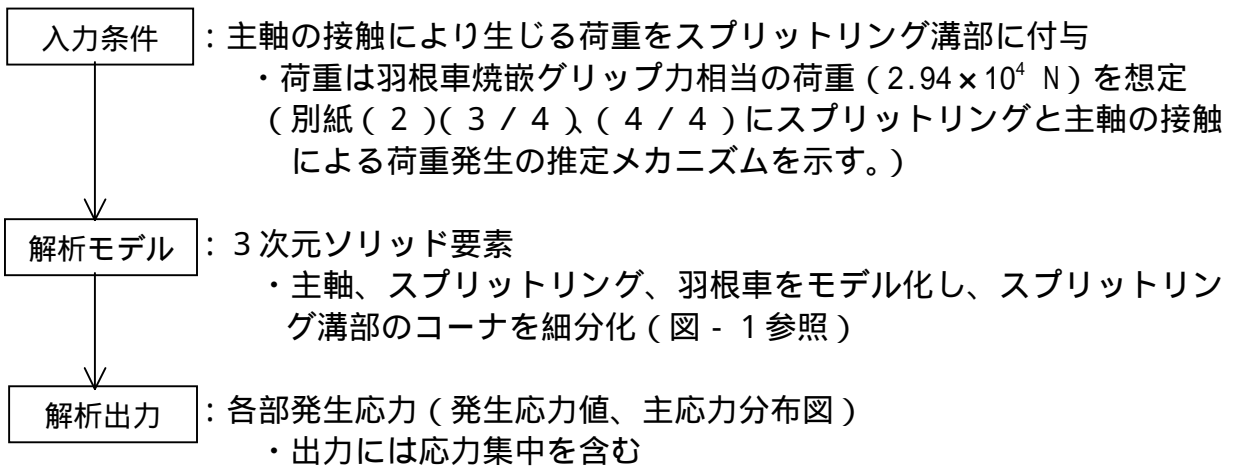 入力条件 ：主軸の接触により生じる荷重をスプリットリング溝部に付与
・荷重は羽根車焼嵌グリップ力相当の荷重（2.94×10⁴ N）を想定
（別紙（２）（３／４）、（４／４）にスプリットリングと主軸の接触
による荷重発生の推定メカニズムを示す。）
解析モデル ：３次元ソリッド要素
・主軸、スプリットリング、羽根車をモデル化し、スプリットリン
グ溝部のコーナを細分化（図－１参照）
解析出力 ：各部発生応力（発生応力値、主応力分布図）
・出力には応力集中を含む